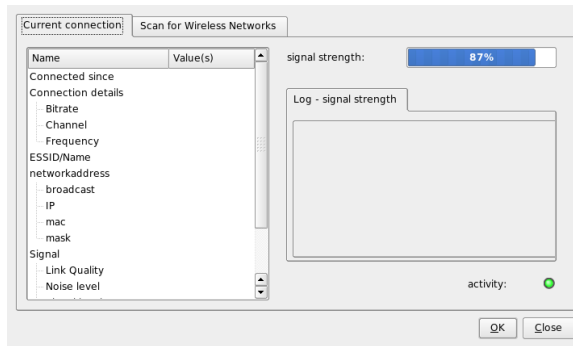 Current connection
Scan for Wireless Networks
Name Value(s)
Connected since
Connection details
Bitrate
Channel
Frequency
ESSID/Name
networkaddress
broadcast
IP
mac
mask
Signal
Link Quality
Noise level
signal strength: 87%
Log - signal strength
activity:
OK
Close